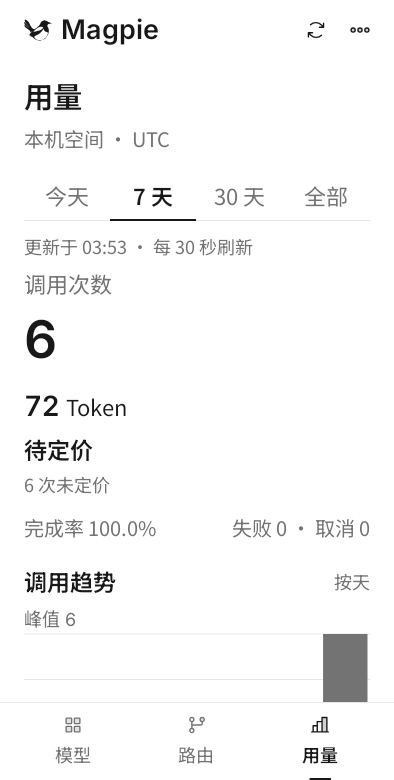 Magpie
用量
本机空间 • UTC
今天 7 天 30 天 全部
更新于 03:53 • 每 30 秒刷新
调用次数
6
72 Token
待定价
6 次未定价
完成率 100.0% 失败 0 • 取消 0
调用趋势 按天
峰值 6
模型 路由 用量